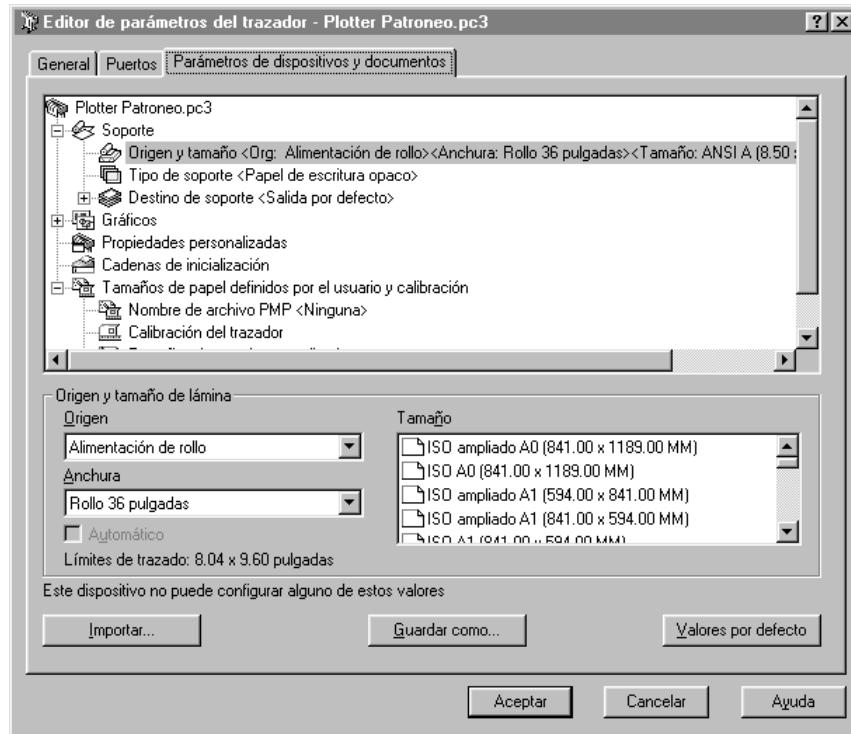 Editor de parámetros del trazador - Plotter Patroneo.pc3
General Puertos Parámetros de dispositivos y documentos
Plotter Patroneo.pc3
Soporte
Origen y tamaño <Org: Alimentación de rollo><Anchura: Rollo 36 pulgadas><Tamaño: ANSI A (8.50
Tipo de soporte <Papel de escritura opaco>
Destino de soporte <Salida por defecto>
Gráficos
Propiedades personalizadas
Cadenas de inicialización
Tamaños de papel definidos por el usuario y calibración
Nombre de archivo PMP <Ninguna>
Calibración del trazador
Origen y tamaño de lámina
Origen
Alimentación de rollo
Anchura
Rollo 36 pulgadas
Automático
Límites de trazado: 8.04 x 9.60 pulgadas
Tamaño
ISO ampliado A0 (841.00 x 1189.00 MM)
ISO A0 (841.00 x 1189.00 MM)
ISO ampliado A1 (594.00 x 841.00 MM)
ISO ampliado A1 (841.00 x 594.00 MM)
ISO A1 (841.00 x 594.00 MM)
Este dispositivo no puede configurar alguno de estos valores
Importar...
Guardar como...
Valores por defecto
Aceptar
Cancelar
Ayuda